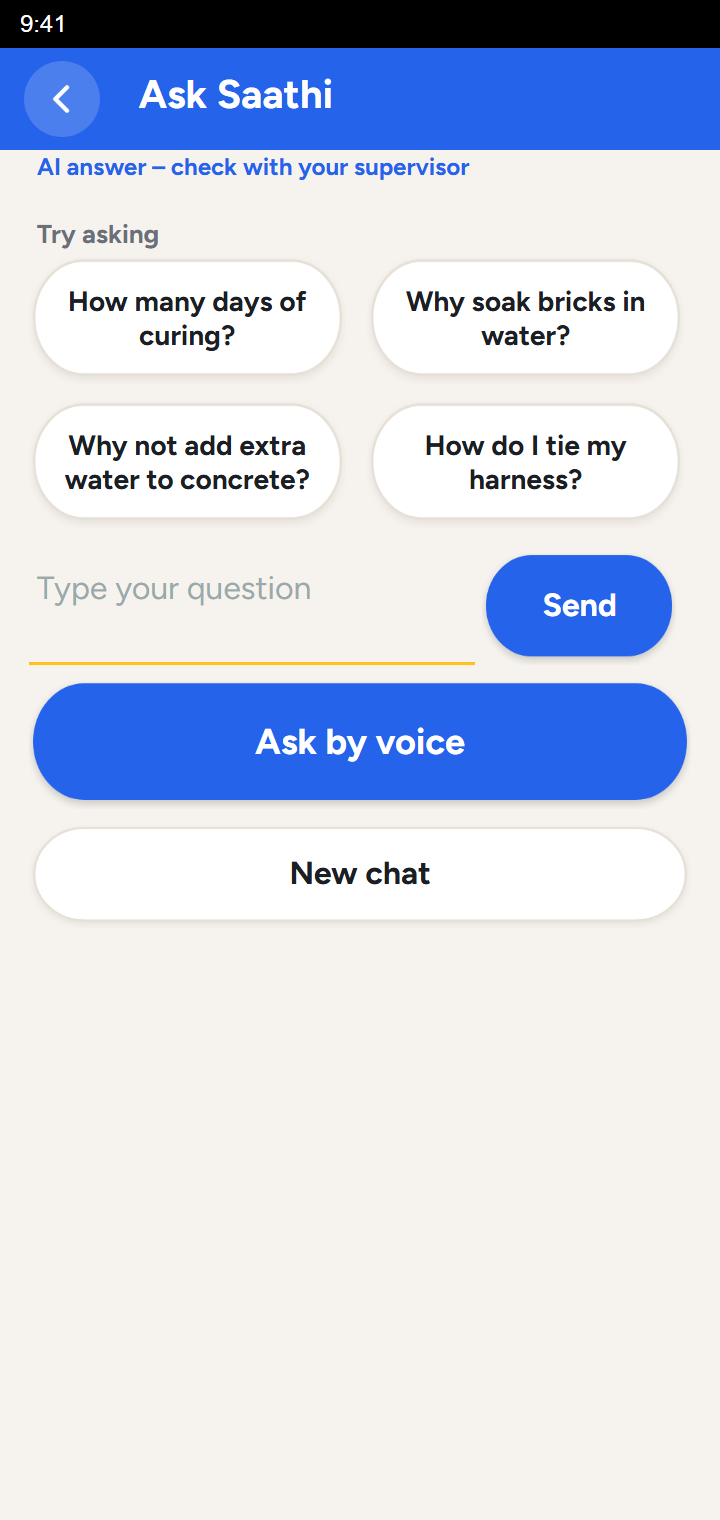 9:41
Ask Saathi
AI answer – check with your supervisor
Try asking
How many days of
curing?
Why soak bricks in
water?
Why not add extra
water to concrete?
How do I tie my
harness?
Type your question
Send
Ask by voice
New chat